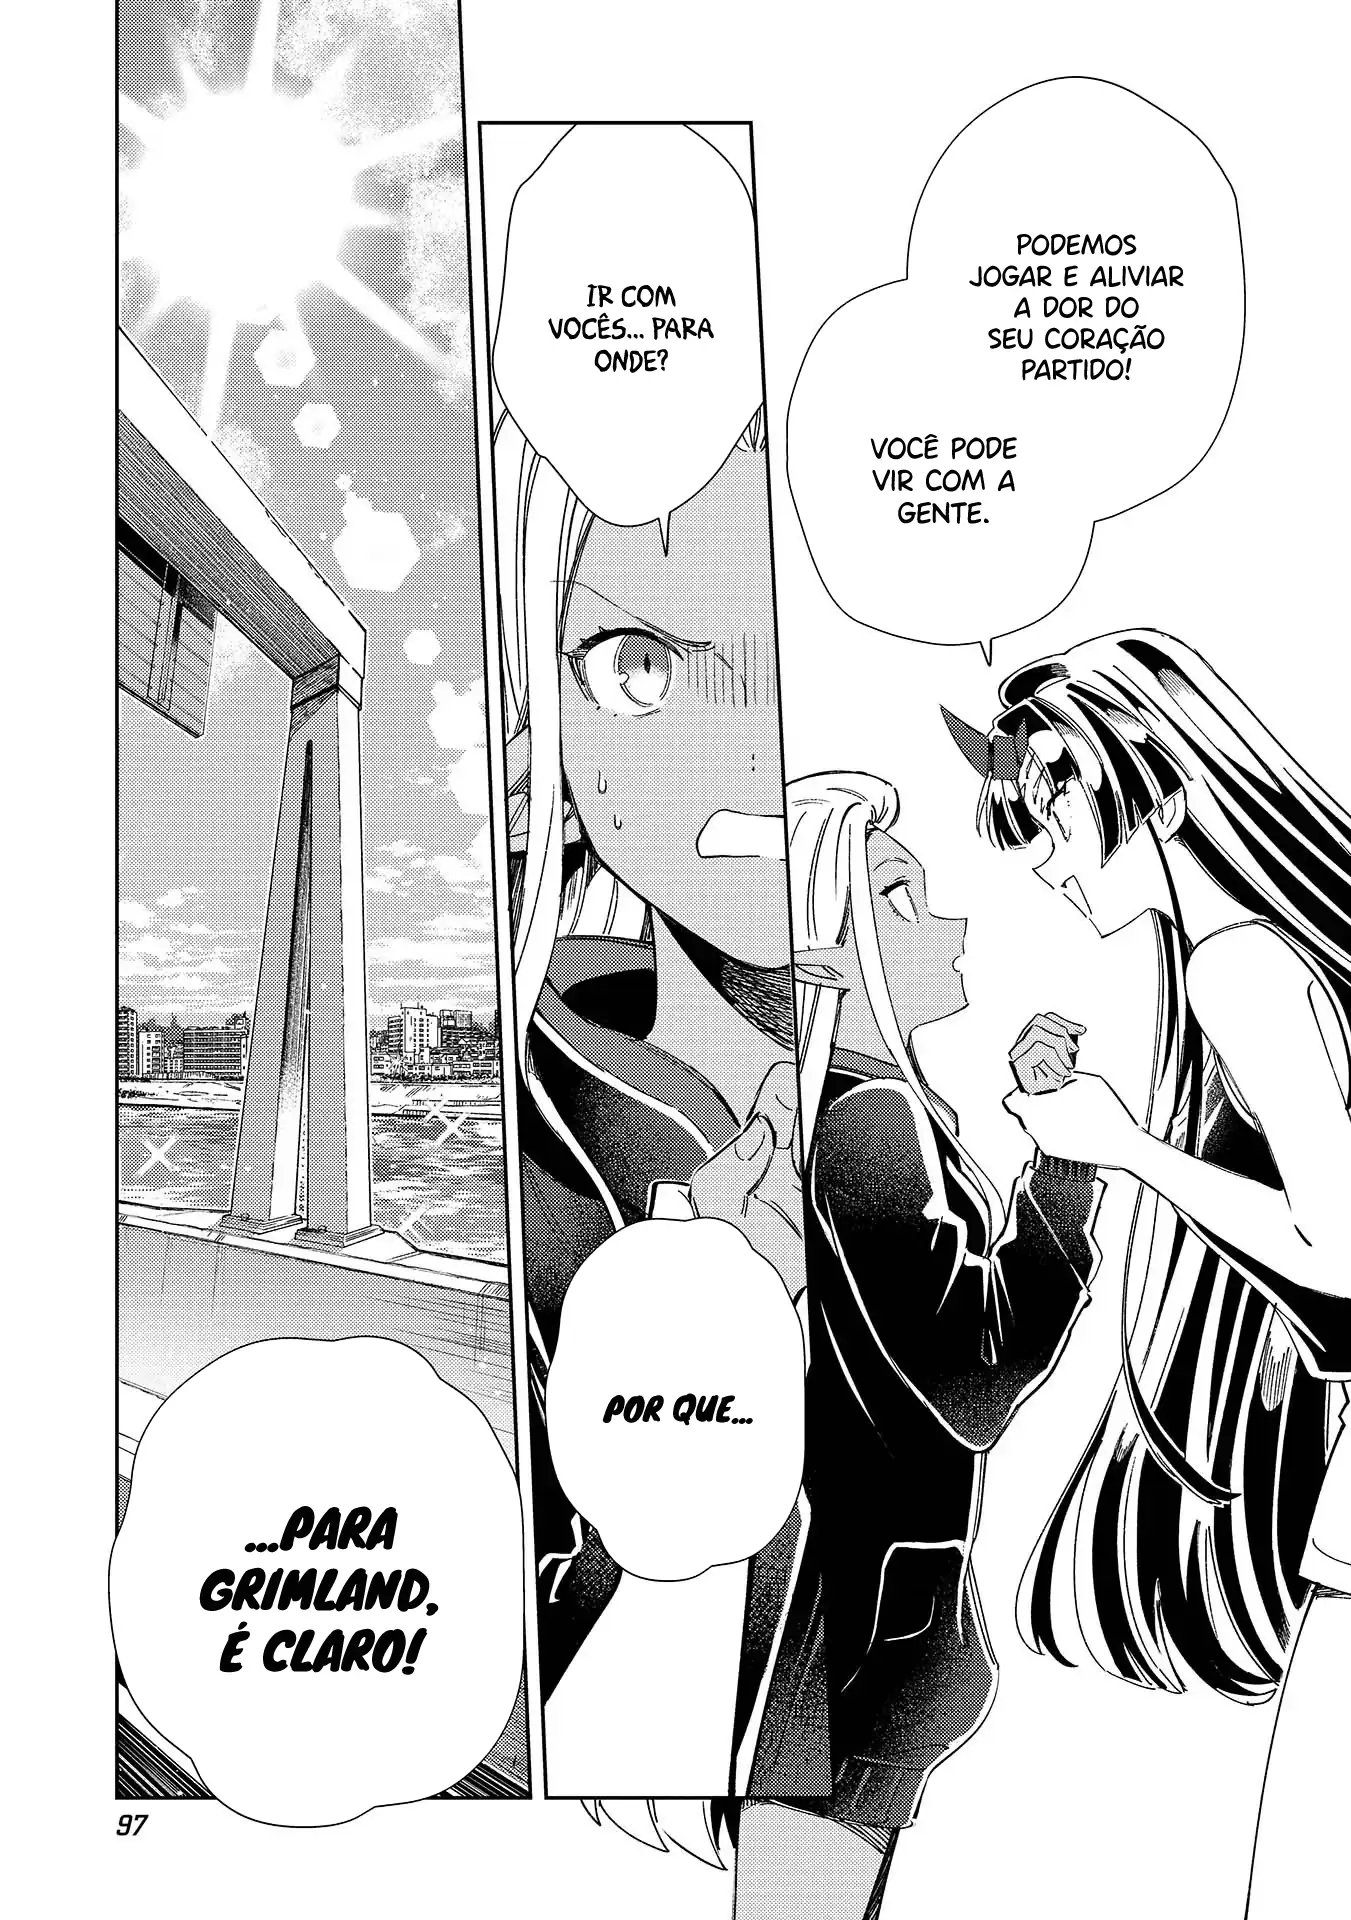 PODEMOS
JOGAR E ALIVIAR
A DOR DO
SEU CORAÇÃO
PARTIDO!
VOCÊ PODE
VIR COM A
GENTE.
IR COM
VOCÊS... PARA
ONDE?
POR QUE...
...PARA
GRIMLAND,
É CLARO!
97